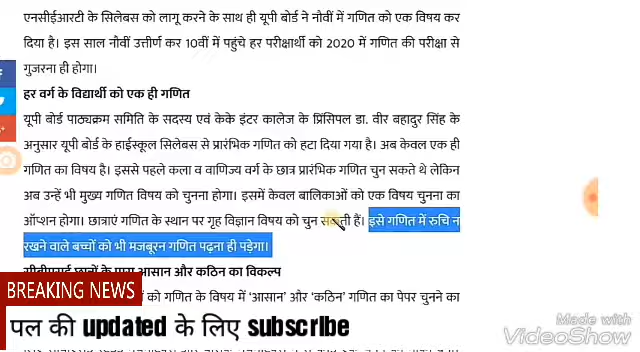 एनसीईआरटी के सिलेबस को लागू करने के साथ ही यूपी बोर्ड ने नौवीं में गणित को एक विषय कर
दिया है। इस साल नौवीं उत्तीर्ण कर 10वीं में पहुंचे हर परीक्षार्थी को 2020 में गणित की परीक्षा से
गुजरना ही होगा।
हर वर्ग के विद्यार्थी को एक ही गणित
यूपी बोर्ड पाठ्यक्रम समिति के सदस्य एवं केके इंटर कालेज के प्रिंसिपल डा. वीर बहादुर सिंह के
अनुसार यूपी बोर्ड के हाईस्कूल सिलेबस से प्रारंभिक गणित को हटा दिया गया है। अब केवल एक ही
गणित का विषय है। इससे पहले कला व वाणिज्य वर्ग के छात्र प्रारंभिक गणित चुन सकते थे लेकिन
अब उन्हें भी मुख्य गणित विषय को चुनना होगा। इसमें केवल बालिकाओं को एक विषय चुनना का
ऑप्शन होगा। छात्राएं गणित के स्थान पर गृह विज्ञान विषय को चुन सकती हैं। इसे गणित में रुचि न
रखने वाले बच्चों को भी मजबूरन गणित पढ़ना ही पड़ेगा।
सीबीएसई छात्रों के पास आसान और कठिन का विकल्प
BREAKING NEWS
को गणित के विषय में ‘आसान’ और ‘कठिन’ गणित का पेपर चुनने का
पल की updated के लिए subscribe
Made with
VideoShow